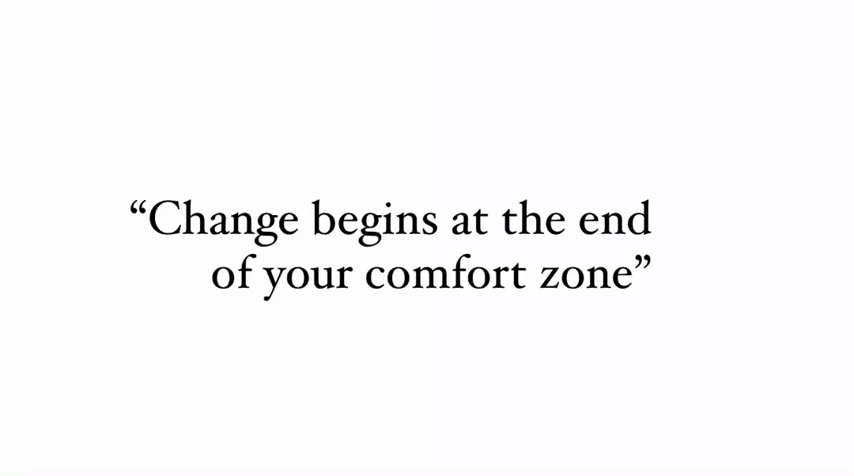 “Change begins at the end
of your comfort zone”